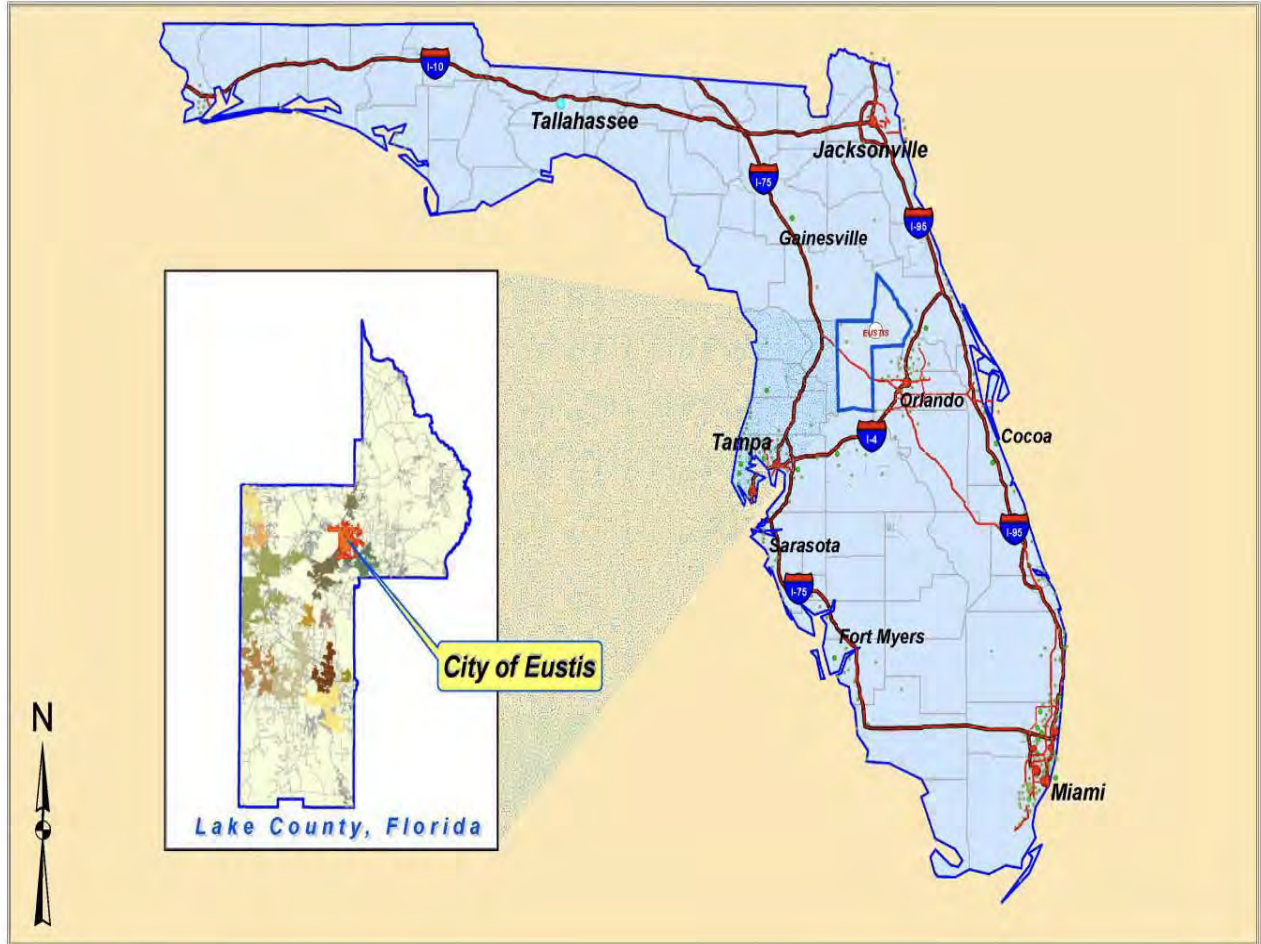 I-10
Tallahassee
Jacksonville
I-75
I-95
Gainesville
EUSTIS
Orlando
Tampa
I-4
Cocoa
I-95
Sarasota
I-75
Fort Myers
City of Eustis
N
Miami
Lake County, Florida